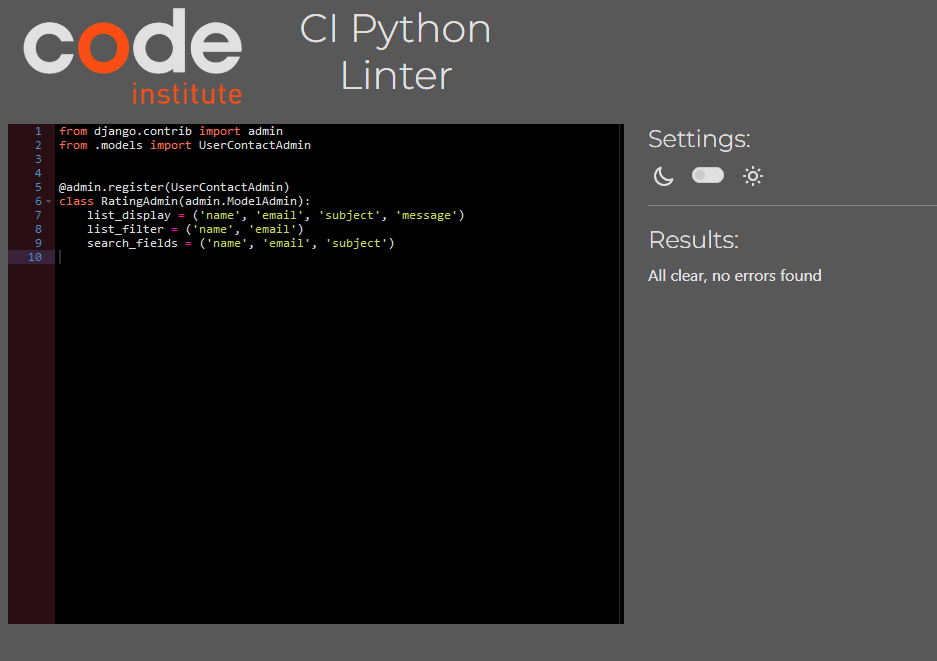 code
institute
CI Python
Linter
1 from django.contrib import admin
2 from .models import UserContactAdmin
3
4
5 @admin.register(UserContactAdmin)
6 class RatingAdmin(admin.ModelAdmin):
7     list_display = ('name', 'email', 'subject', 'message')
8     list_filter = ('name', 'email')
9     search_fields = ('name', 'email', 'subject')
10
Settings:
Results:
All clear, no errors found